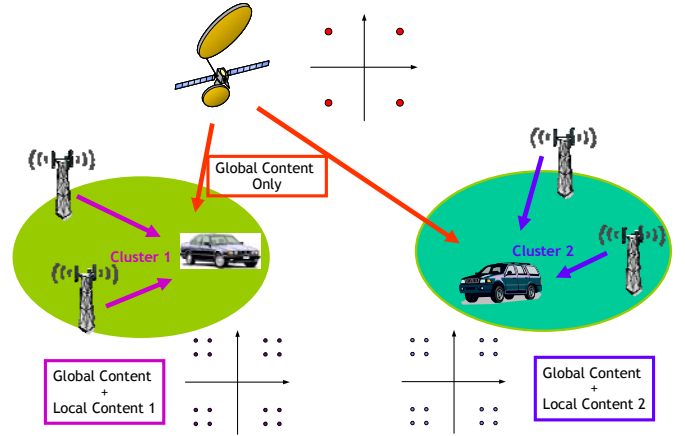 Global Content
Only
Cluster 1
Cluster 2
Global Content
+
Local Content 1
Global Content
+
Local Content 2